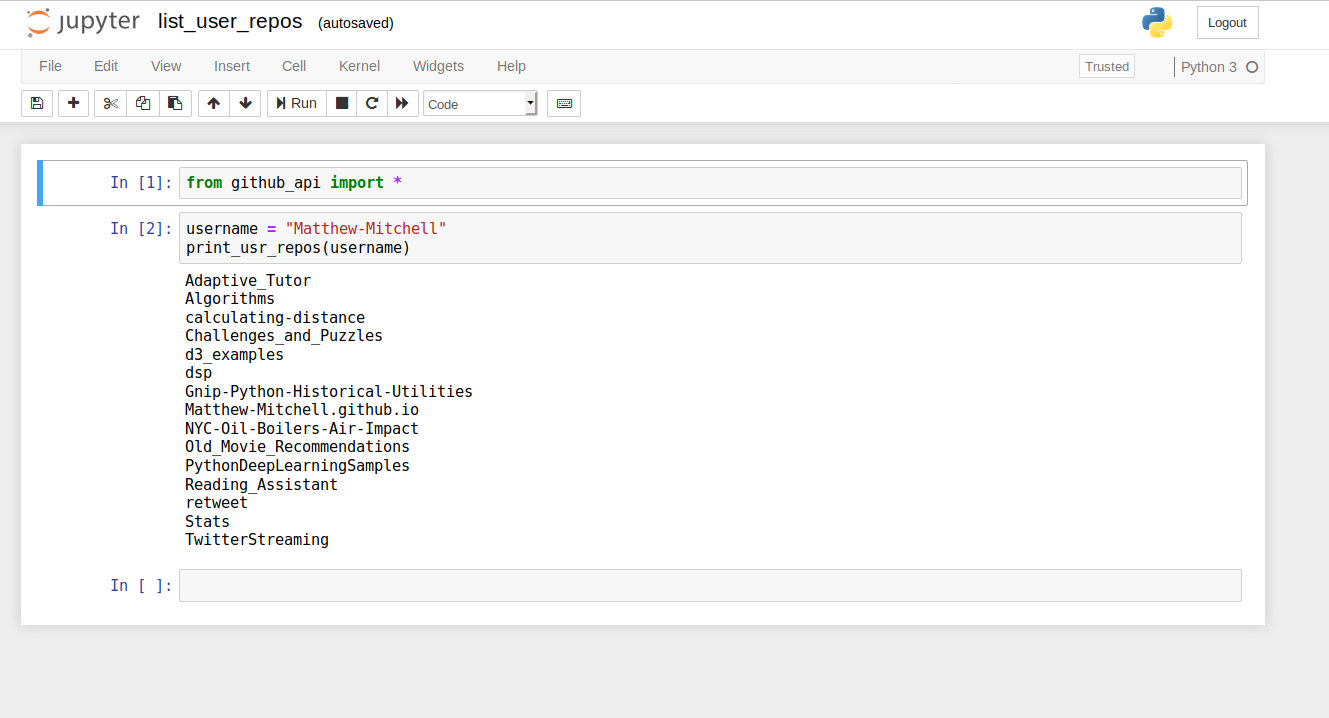 jupyter list_user_repos (autosaved) Logout
File Edit View Insert Cell Kernel Widgets Help Trusted Python 3
Run Code
In [1]: from github_api import *
In [2]: username = "Matthew-Mitchell"
print_usr_repos(username)
Adaptive_Tutor
Algorithms
calculating-distance
Challenges_and_Puzzles
d3_examples
dsp
Gnip-Python-Historical-Utilities
Matthew-Mitchell.github.io
NYC-Oil-Boilers-Air-Impact
Old_Movie_Recommendations
PythonDeepLearningSamples
Reading_Assistant
retweet
Stats
TwitterStreaming
In [ ]: